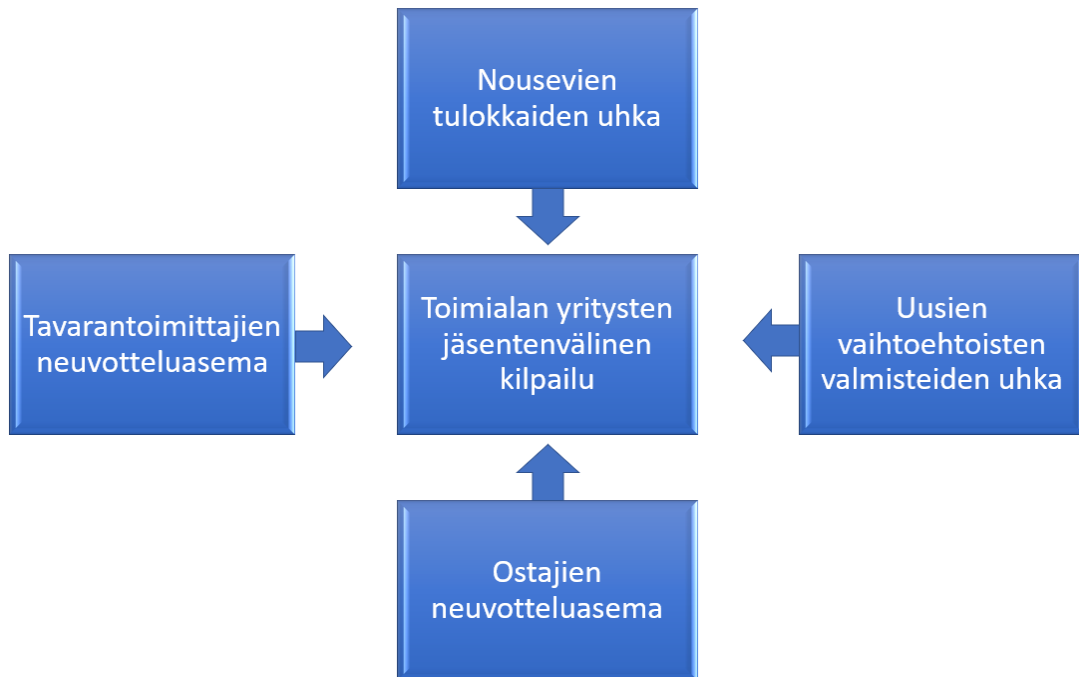 Nousevien
tulokkaiden uhka
Tavarantoimittajien
neuvotteluasema
Toimialan yritysten
jäsentenvälinen
kilpailu
Uusien
vaihtoehtoisten
valmisteiden uhka
Ostajien
neuvotteluasema